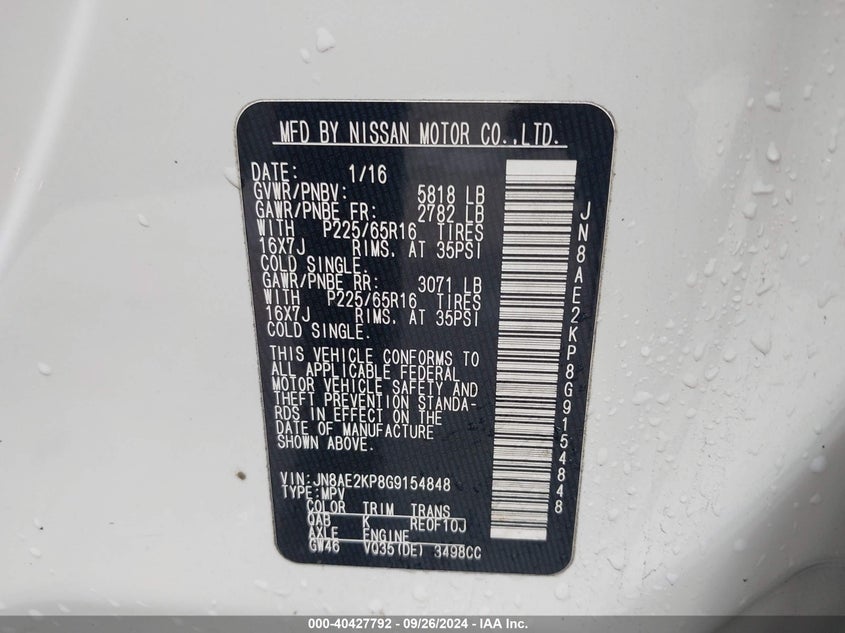 MFD BY NISSAN MOTOR CO.,LTD.
DATE: 1/16
GVWR/PNBV: 5818 LB
GAWR/PNBE FR: 2782 LB
WITH P225/65R16 TIRES
16X7J RIMS, AT 35PSI
COLD SINGLE.
GAWR/PNBE RR: 3071 LB
WITH P225/65R16 TIRES
16X7J RIMS, AT 35PSI
COLD SINGLE.
THIS VEHICLE CONFORMS TO
ALL APPLICABLE FEDERAL
MOTOR VEHICLE SAFETY AND
THEFT PREVENTION STANDA-
RDS IN EFFECT ON THE
DATE OF MANUFACTURE
SHOWN ABOVE.
VIN:JN8AE2KP8G9154848
TYPE:MPV
COLOR TRIM TRANS
QAB K RE0F10J
AXLE ENGINE
GW46 VQ35(DE) 3498CC
JN8AE2KP8G9154848
000-40427792 - 09/26/2024 - IAA Inc.